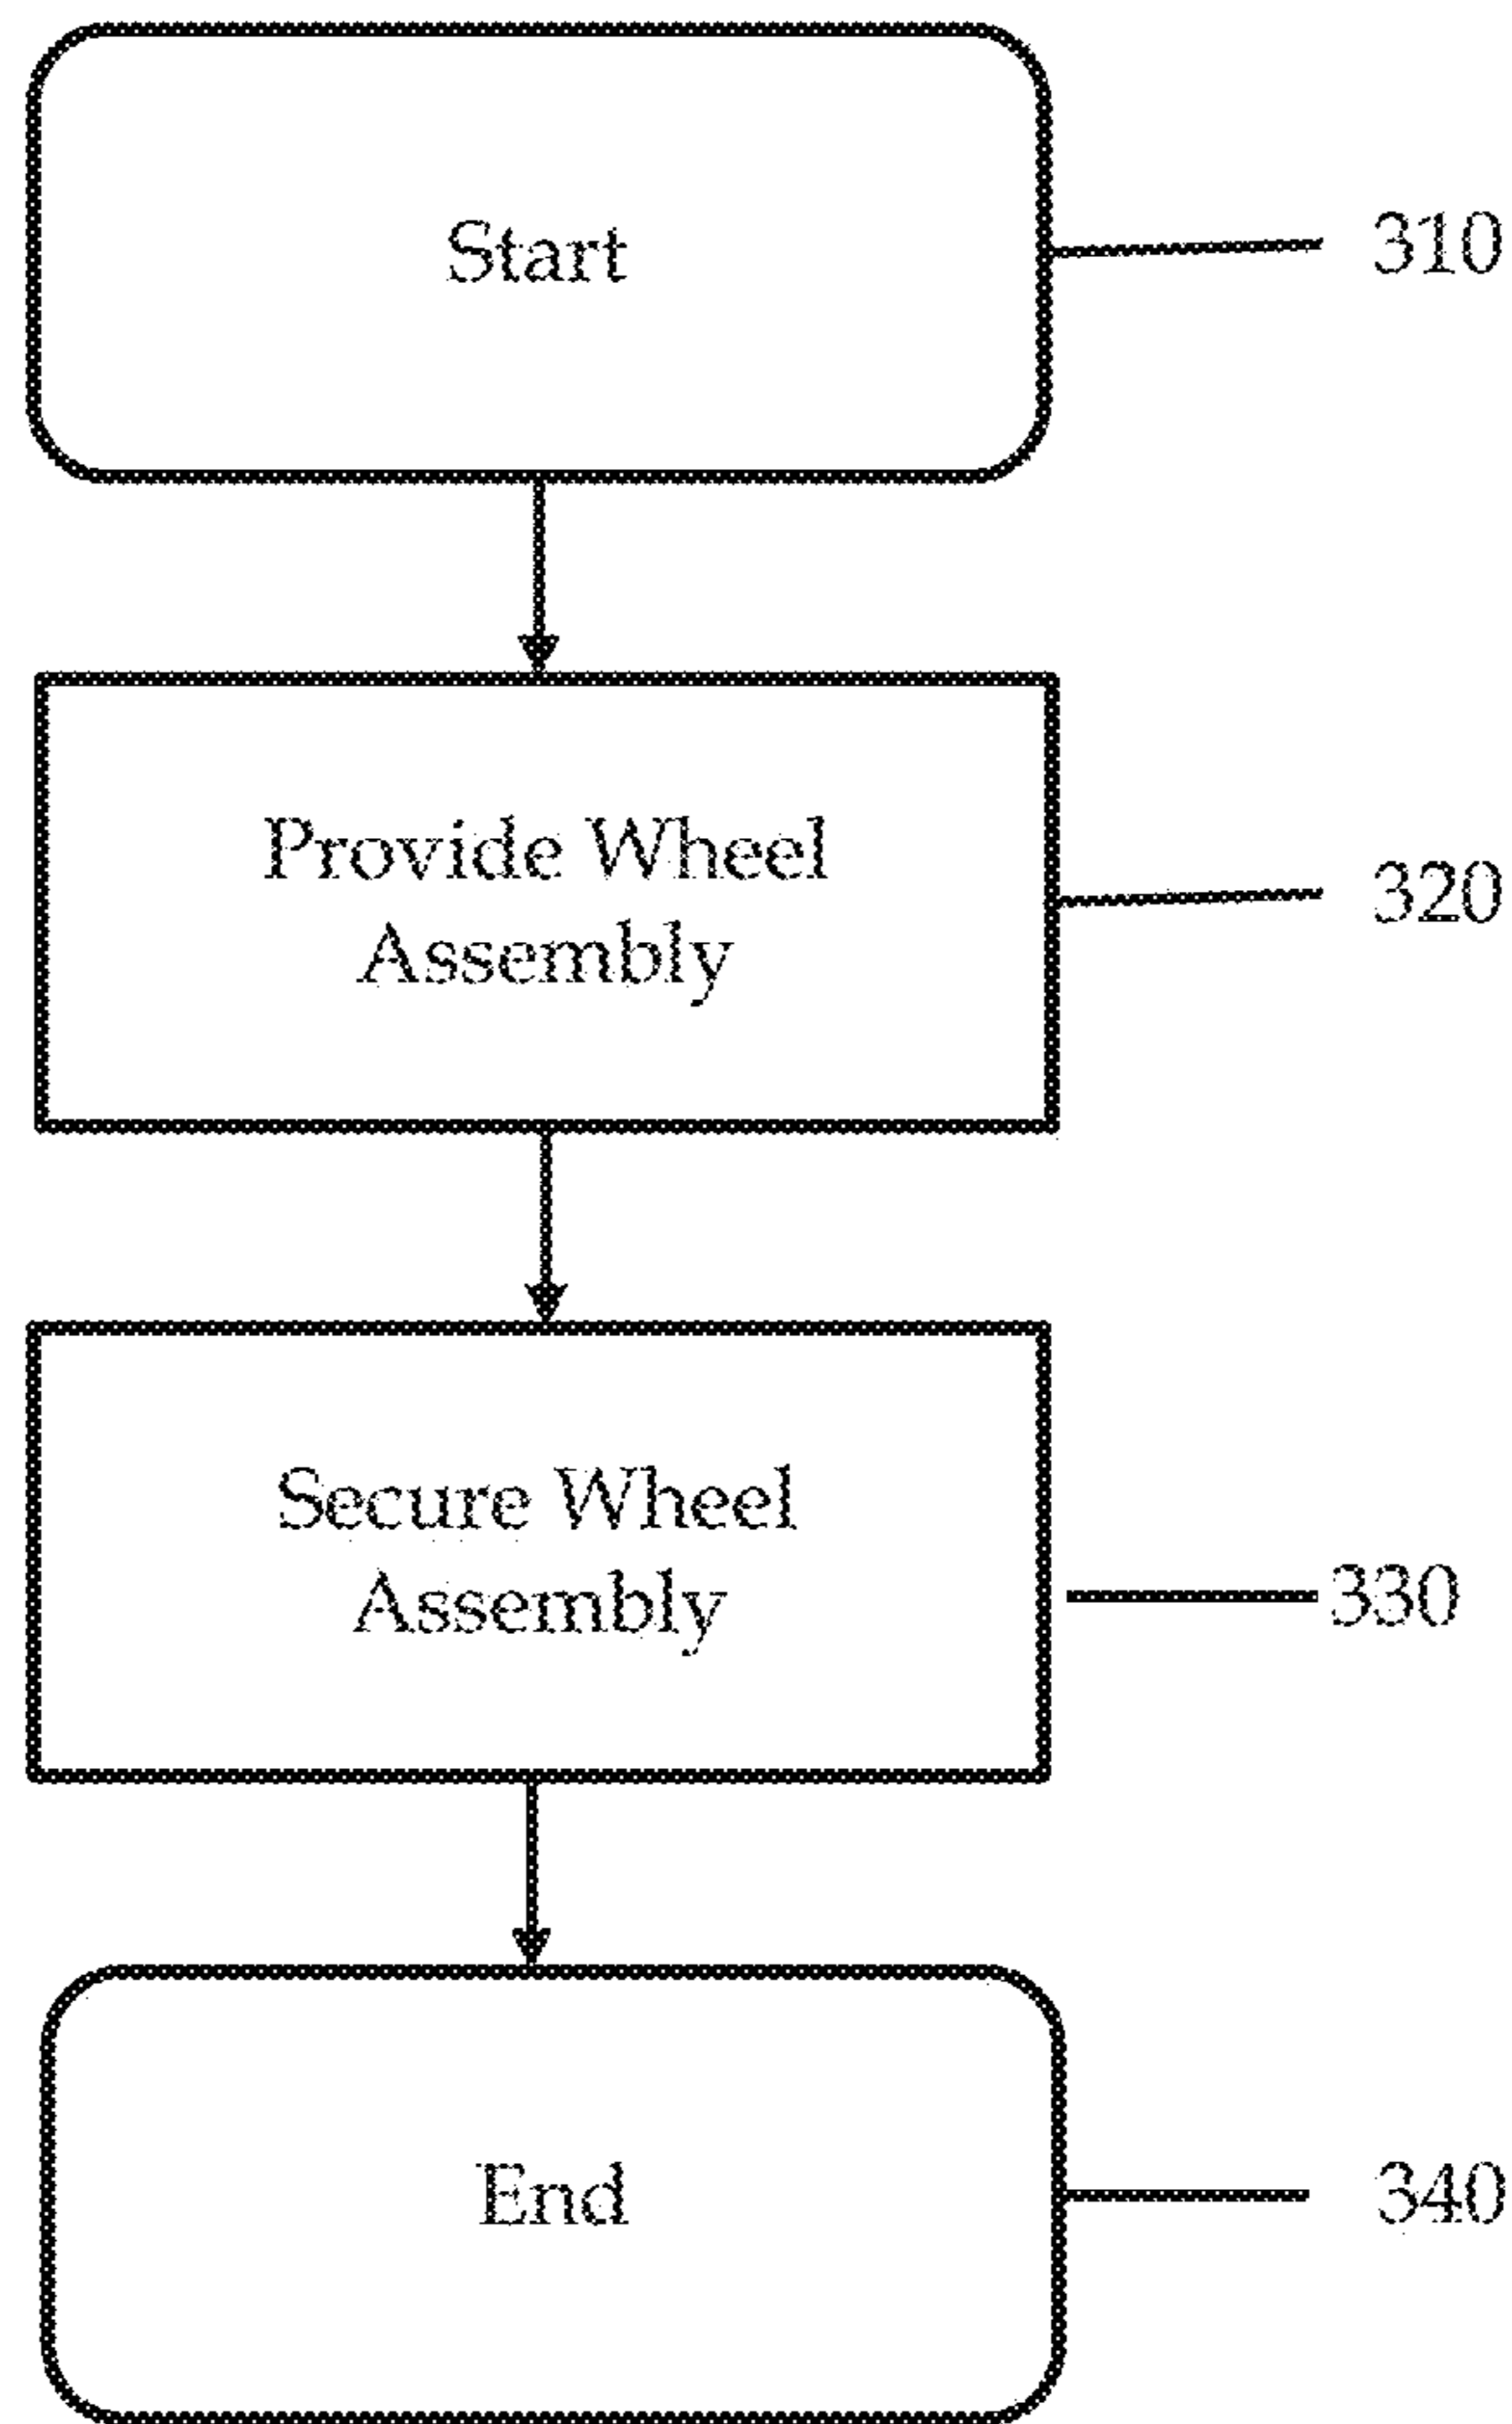 Start
310
Provide Wheel
Assembly
320
Secure Wheel
Assembly
330
End
340